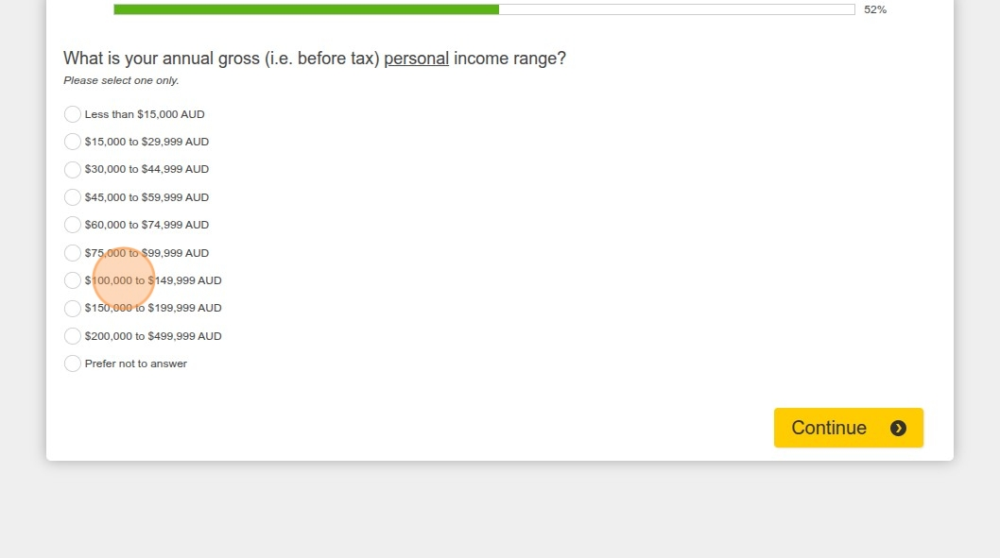 52%
What is your annual gross (i.e. before tax) personal income range?
Please select one only.
Less than $15,000 AUD
$15,000 to $29,999 AUD
$30,000 to $44,999 AUD
$45,000 to $59,999 AUD
$60,000 to $74,999 AUD
$75,000 to $99,999 AUD
$100,000 to $149,999 AUD
$150,000 to $199,999 AUD
$200,000 to $499,999 AUD
Prefer not to answer
Continue